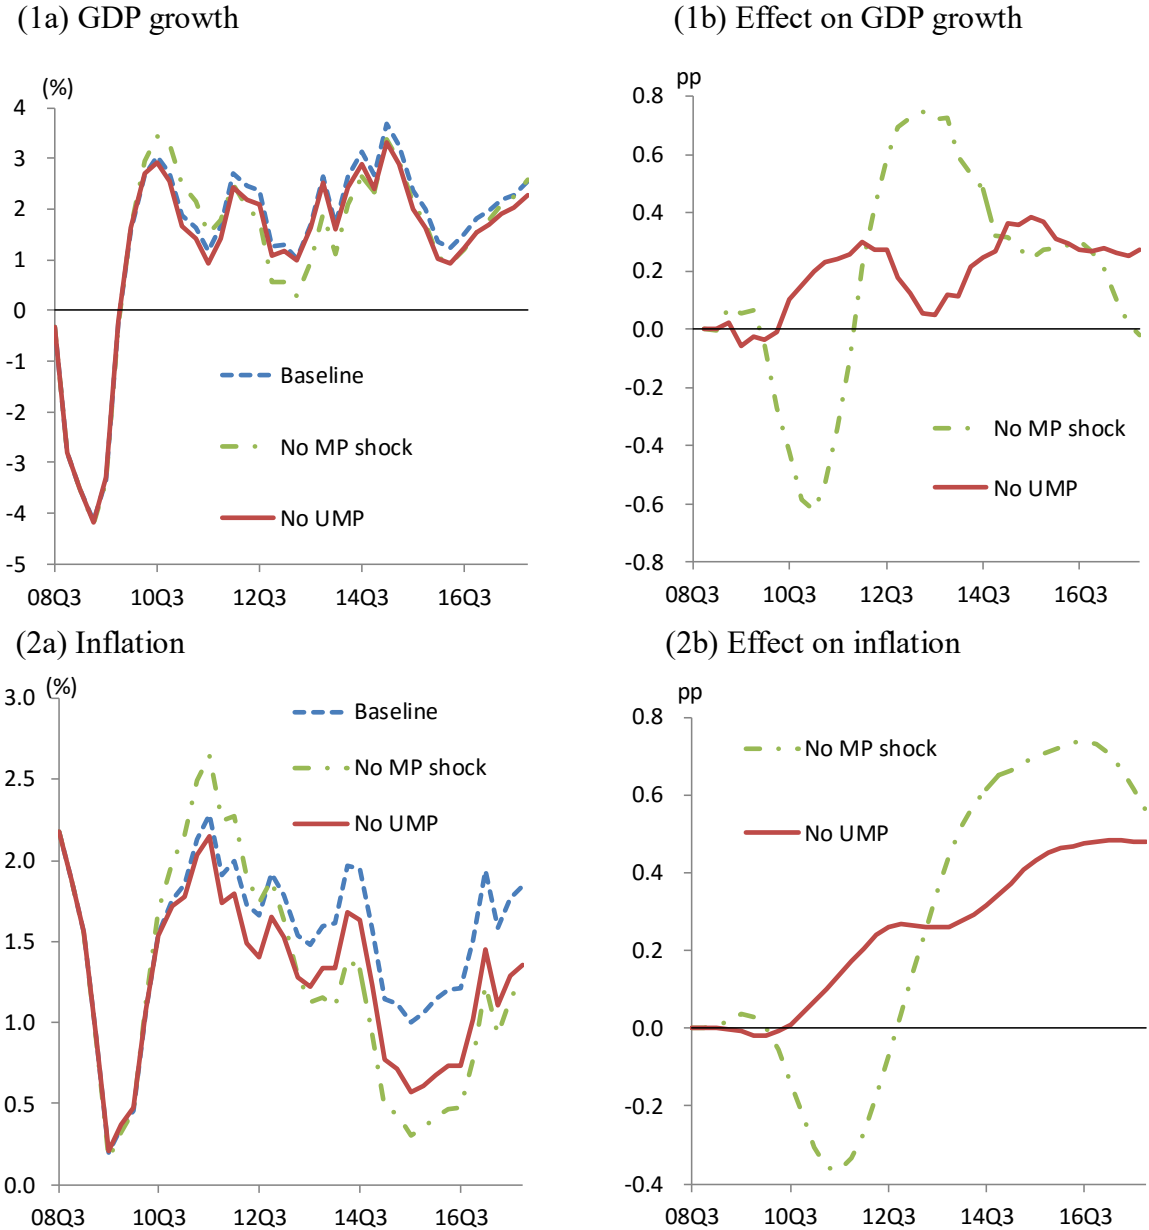 (1a) GDP growth
(%)
4
3
2
1
0
-1
-2
-3
-4
-5
Baseline
No MP shock
No UMP
08Q3 10Q3 12Q3 14Q3 16Q3
(1b) Effect on GDP growth
pp
0.8
0.6
0.4
0.2
0.0
-0.2
-0.4
-0.6
-0.8
No MP shock
No UMP
08Q3 10Q3 12Q3 14Q3 16Q3
(2a) Inflation
(%)
3.0
2.5
2.0
1.5
1.0
0.5
0.0
Baseline
No MP shock
No UMP
08Q3 10Q3 12Q3 14Q3 16Q3
(2b) Effect on inflation
pp
0.8
0.6
0.4
0.2
0.0
-0.2
-0.4
No MP shock
No UMP
08Q3 10Q3 12Q3 14Q3 16Q3